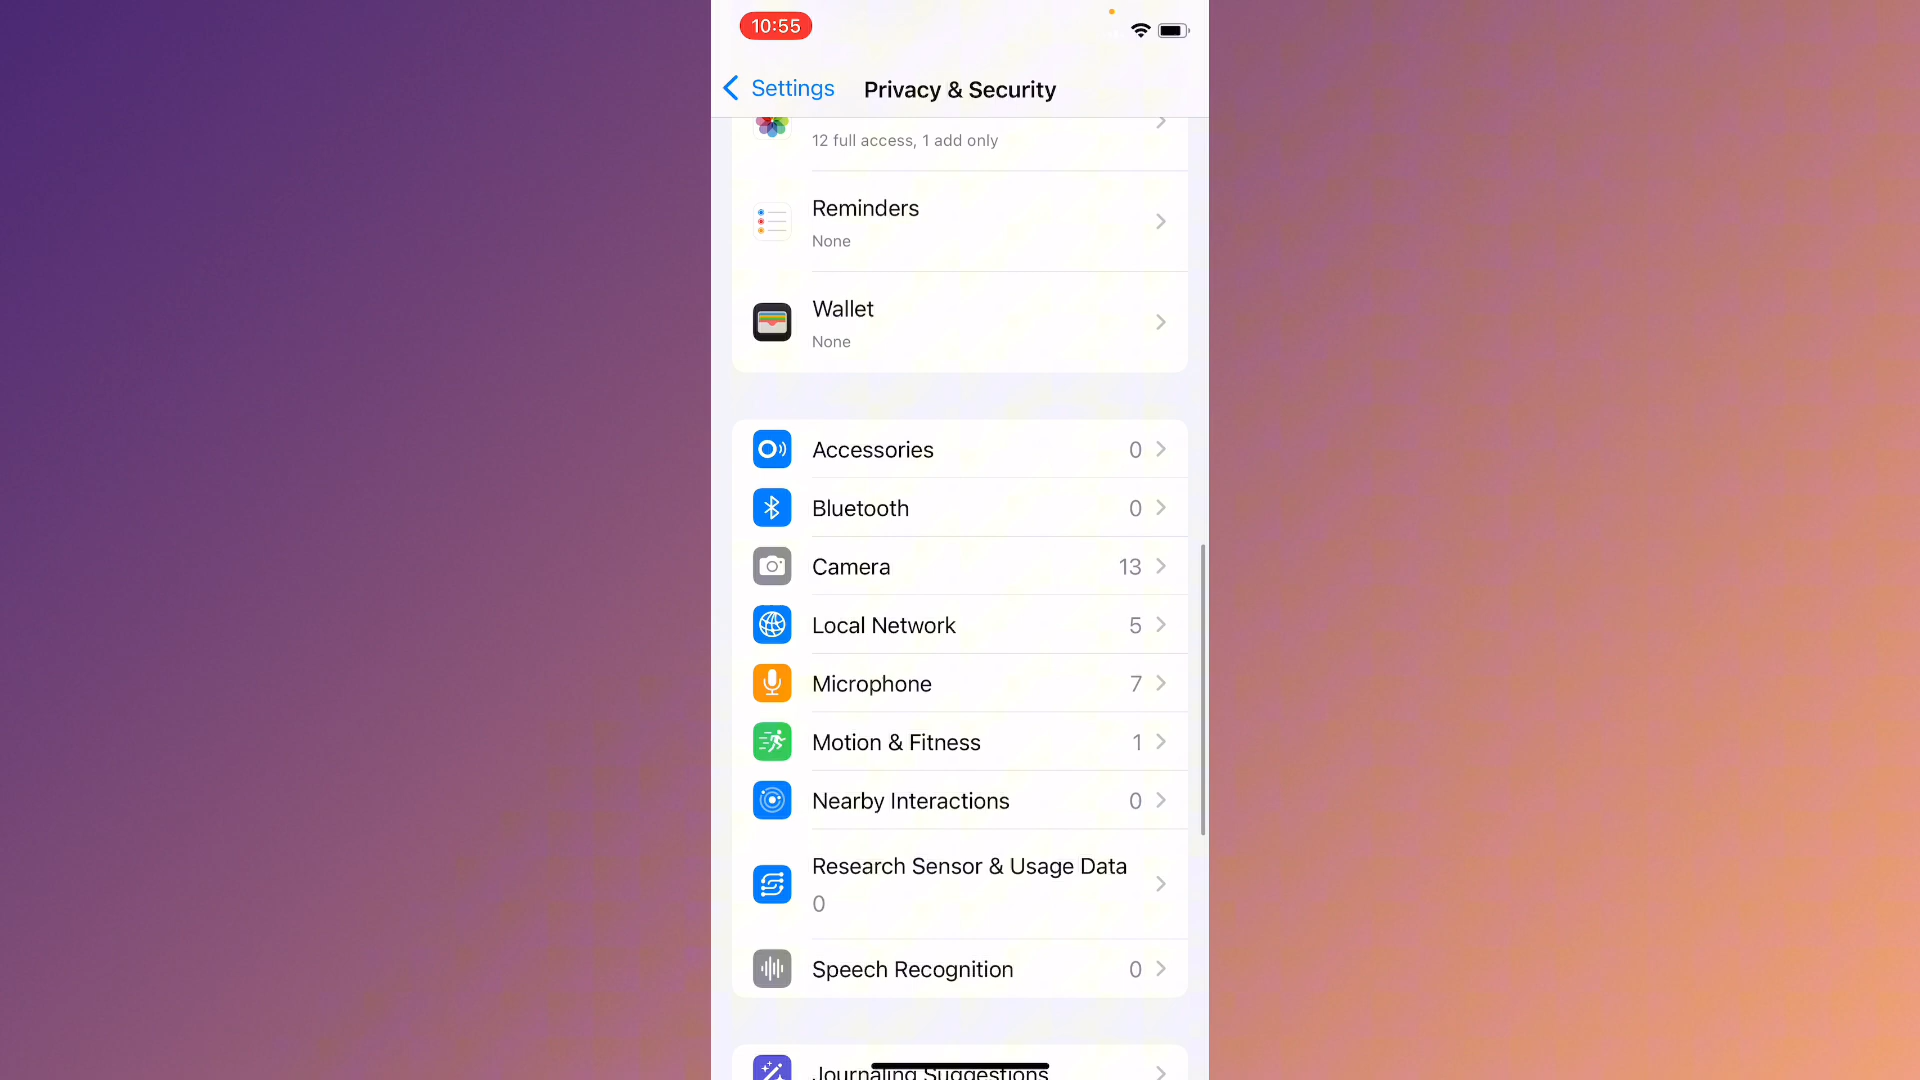 10:55
Settings
Privacy & Security
12 full access, 1 add only
Reminders
None
Wallet
None
Accessories 0
Bluetooth 0
Camera 13
Local Network 5
Microphone 7
Motion & Fitness 1
Nearby Interactions 0
Research Sensor & Usage Data
0
Speech Recognition 0
Journaling Suggestions